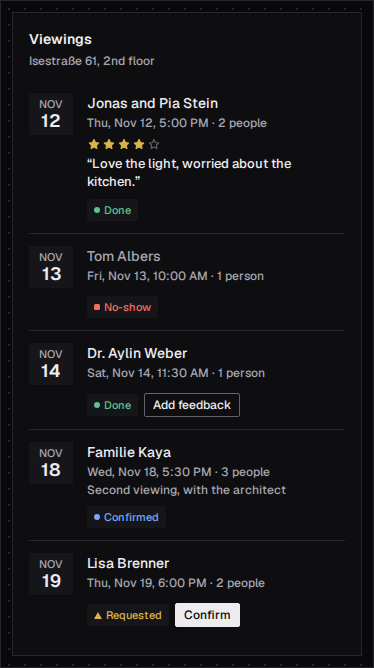 Viewings
Isestraße 61, 2nd floor
NOV
12
Jonas and Pia Stein
Thu, Nov 12, 5:00 PM · 2 people
“Love the light, worried about the
kitchen.”
Done
NOV
13
Tom Albers
Fri, Nov 13, 10:00 AM · 1 person
No-show
NOV
14
Dr. Aylin Weber
Sat, Nov 14, 11:30 AM · 1 person
Done
Add feedback
NOV
18
Familie Kaya
Wed, Nov 18, 5:30 PM · 3 people
Second viewing, with the architect
Confirmed
NOV
19
Lisa Brenner
Thu, Nov 19, 6:00 PM · 2 people
Requested
Confirm